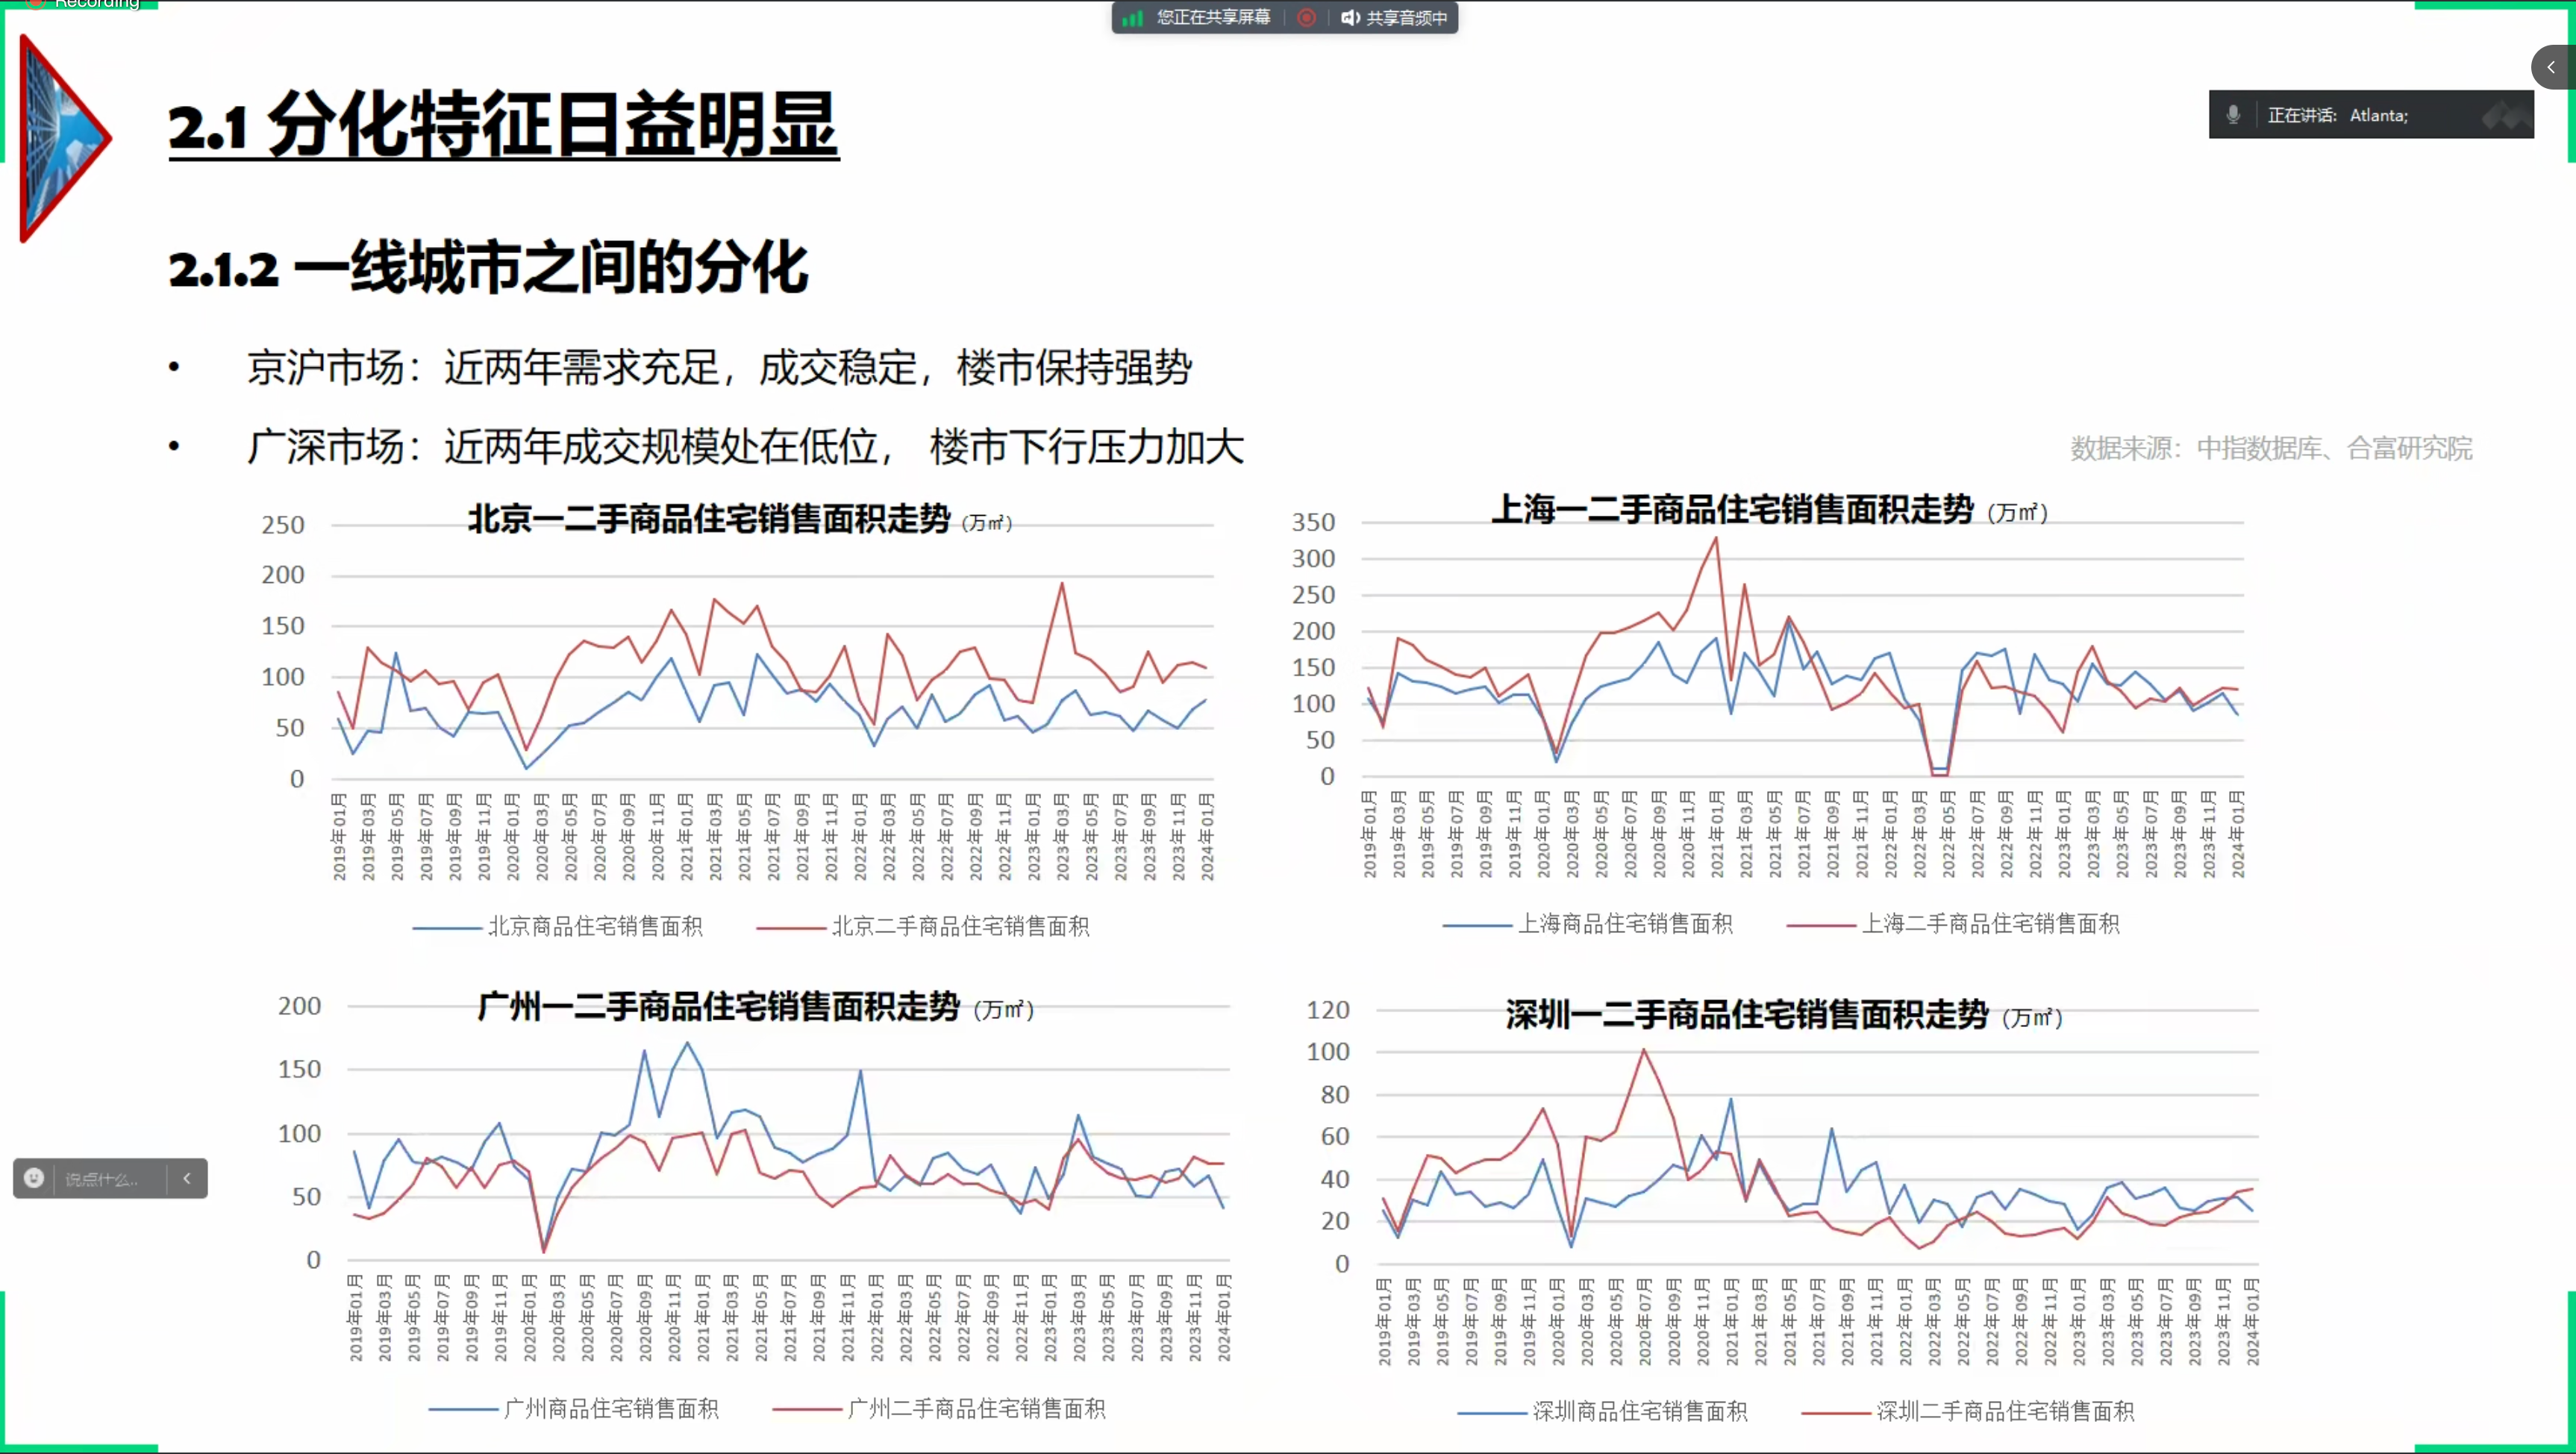 Recording
您正在共享屏幕
共享音频中
正在讲话: Atlanta;
2.1 分化特征日益明显
2.1.2 一线城市之间的分化
• 京沪市场：近两年需求充足，成交稳定，楼市保持强势
• 广深市场：近两年成交规模处在低位， 楼市下行压力加大
数据来源：中指数据库、合富研究院
北京一二手商品住宅销售面积走势 (万㎡)
250
200
150
100
50
0
2019年01月 2019年03月 2019年05月 2019年07月 2019年09月 2019年11月 2020年01月 2020年03月 2020年05月 2020年07月 2020年09月 2020年11月 2021年01月 2021年03月 2021年05月 2021年07月 2021年09月 2021年11月 2022年01月 2022年03月 2022年05月 2022年07月 2022年09月 2022年11月 2023年01月 2023年03月 2023年05月 2023年07月 2023年09月 2023年11月 2024年01月
北京商品住宅销售面积 北京二手商品住宅销售面积
上海一二手商品住宅销售面积走势 (万㎡)
350
300
250
200
150
100
50
0
2019年01月 2019年03月 2019年05月 2019年07月 2019年09月 2019年11月 2020年01月 2020年03月 2020年05月 2020年07月 2020年09月 2020年11月 2021年01月 2021年03月 2021年05月 2021年07月 2021年09月 2021年11月 2022年01月 2022年03月 2022年05月 2022年07月 2022年09月 2022年11月 2023年01月 2023年03月 2023年05月 2023年07月 2023年09月 2023年11月 2024年01月
上海商品住宅销售面积 上海二手商品住宅销售面积
广州一二手商品住宅销售面积走势 (万㎡)
200
150
100
50
0
2019年01月 2019年03月 2019年05月 2019年07月 2019年09月 2019年11月 2020年01月 2020年03月 2020年05月 2020年07月 2020年09月 2020年11月 2021年01月 2021年03月 2021年05月 2021年07月 2021年09月 2021年11月 2022年01月 2022年03月 2022年05月 2022年07月 2022年09月 2022年11月 2023年01月 2023年03月 2023年05月 2023年07月 2023年09月 2023年11月 2024年01月
广州商品住宅销售面积 广州二手商品住宅销售面积
深圳一二手商品住宅销售面积走势 (万㎡)
120
100
80
60
40
20
0
2019年01月 2019年03月 2019年05月 2019年07月 2019年09月 2019年11月 2020年01月 2020年03月 2020年05月 2020年07月 2020年09月 2020年11月 2021年01月 2021年03月 2021年05月 2021年07月 2021年09月 2021年11月 2022年01月 2022年03月 2022年05月 2022年07月 2022年09月 2022年11月 2023年01月 2023年03月 2023年05月 2023年07月 2023年09月 2023年11月 2024年01月
深圳商品住宅销售面积 深圳二手商品住宅销售面积
说点什么..